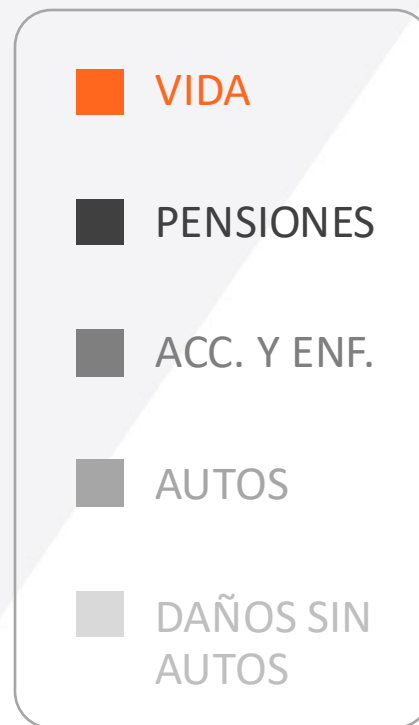 VIDA
PENSIONES
ACC. Y ENF.
AUTOS
DAÑOS SIN
AUTOS